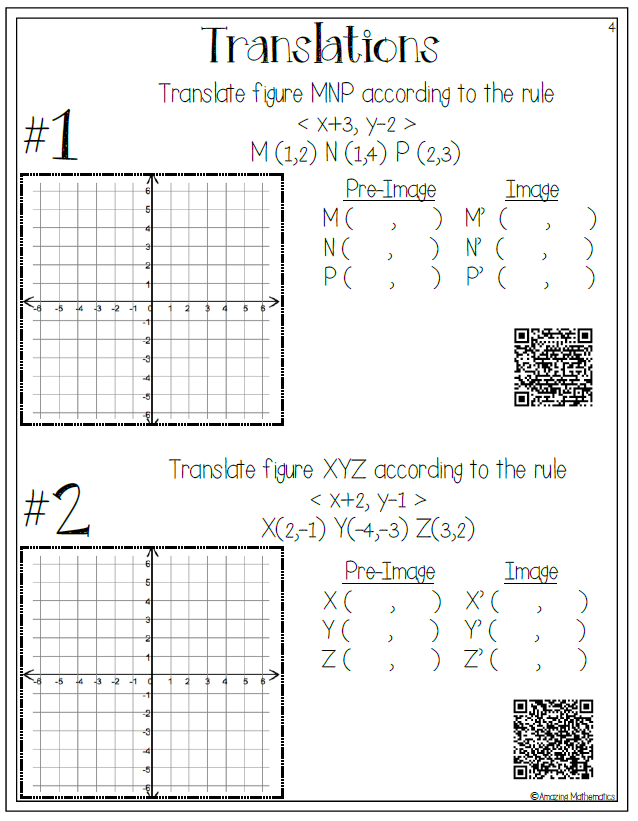 4
Translations
#1
Translate figure MNP according to the rule
< x+3, y-2 >
M (1,2) N (1,4) P (2,3)
Pre-Image Image
M ( , ) M' ( , )
N ( , ) N' ( , )
P ( , ) P' ( , )
6
5
4
3
2
1
-6 -5 -4 -3 -2 -1 1 2 3 4 5 6
-1
-2
-3
-4
-5
-6
#2
Translate figure XYZ according to the rule
< x+2, y-1 >
X(2,-1) Y(-4,-3) Z(3,2)
Pre-Image Image
X ( , ) X' ( , )
Y ( , ) Y' ( , )
Z ( , ) Z' ( , )
6
5
4
3
2
1
-6 -5 -4 -3 -2 -1 1 2 3 4 5 6
-1
-2
-3
-4
-5
-6
©Amazing Mathematics